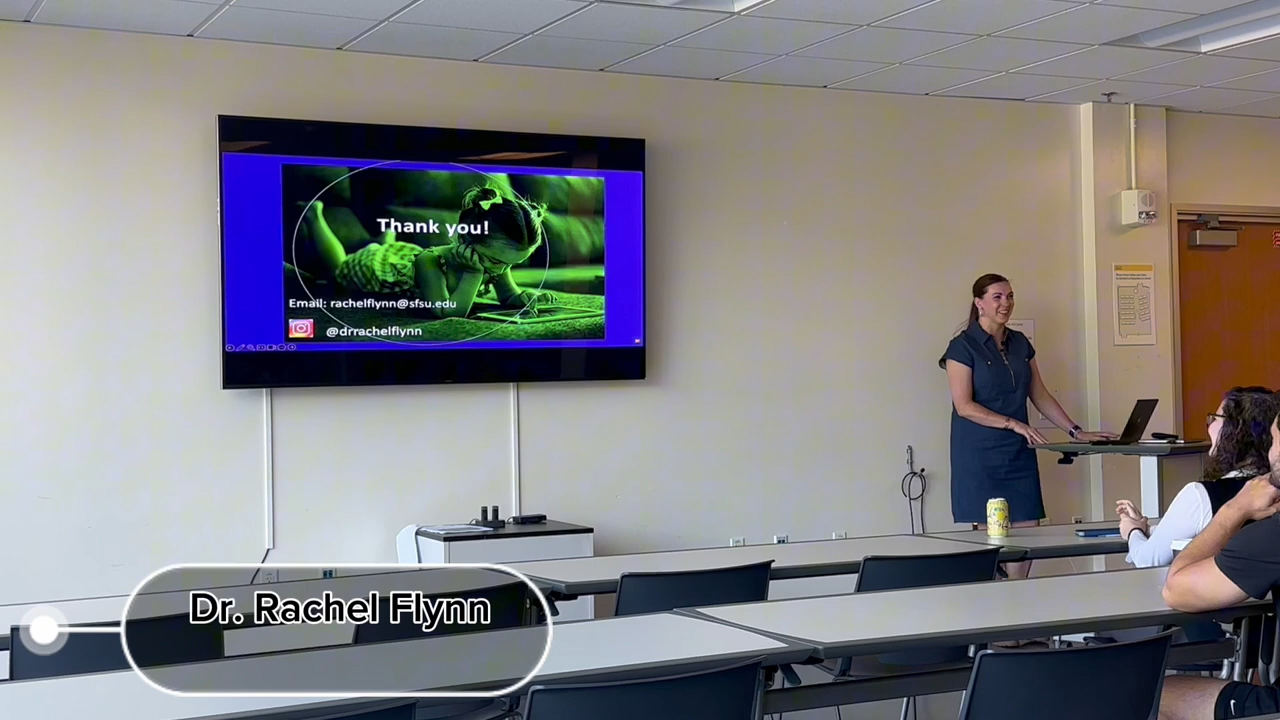 Thank you!
Email: rachelflynn@sfsu.edu
@drrachelflynn
Dr. Rachel Flynn